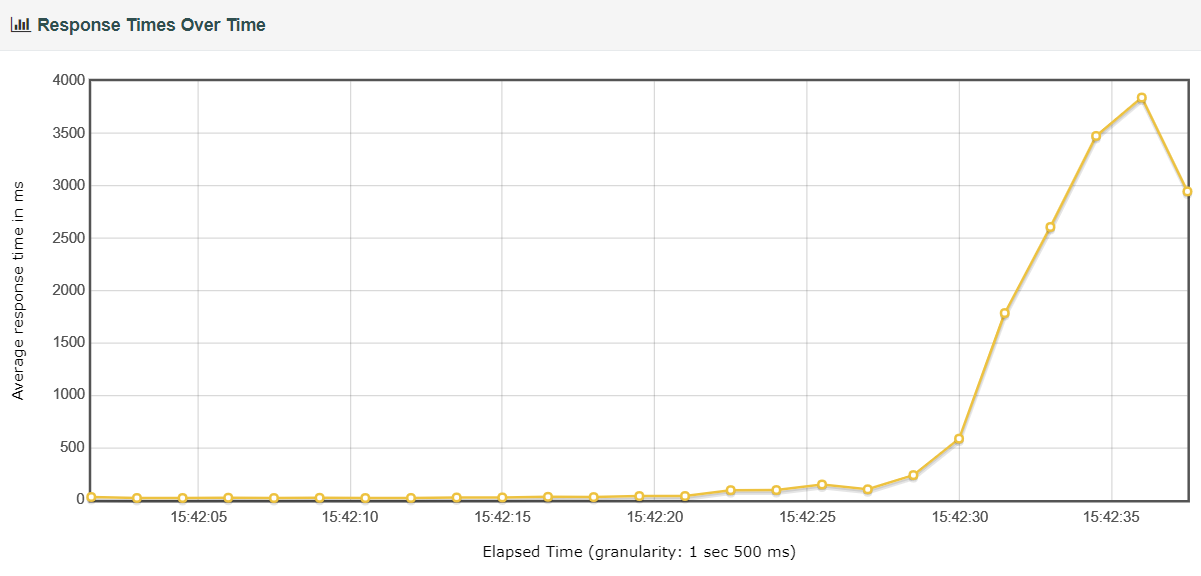 Response Times Over Time
4000
3500
3000
2500
2000
1500
1000
500
0
Average response time in ms
15:42:05 15:42:10 15:42:15 15:42:20 15:42:25 15:42:30 15:42:35
Elapsed Time (granularity: 1 sec 500 ms)